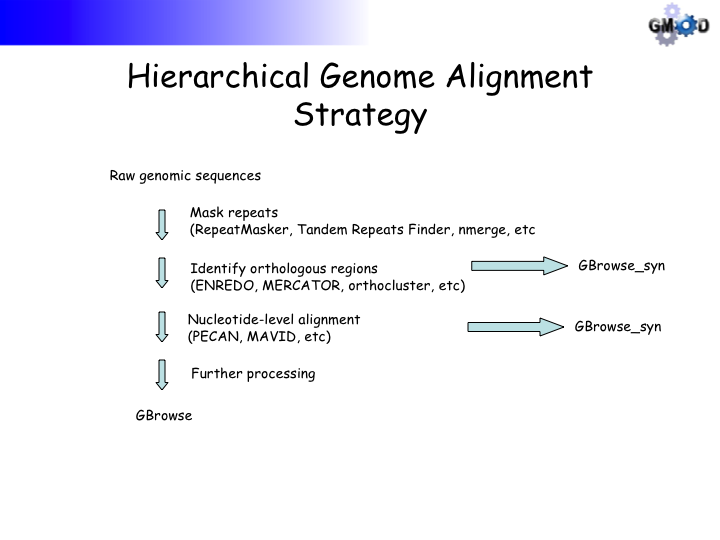 GMOD
Hierarchical Genome Alignment
Strategy
Raw genomic sequences
Mask repeats
(RepeatMasker, Tandem Repeats Finder, nmerge, etc
Identify orthologous regions
(ENREDO, MERCATOR, orthocluster, etc)
GBrowse_syn
Nucleotide-level alignment
(PECAN, MAVID, etc)
GBrowse_syn
Further processing
GBrowse